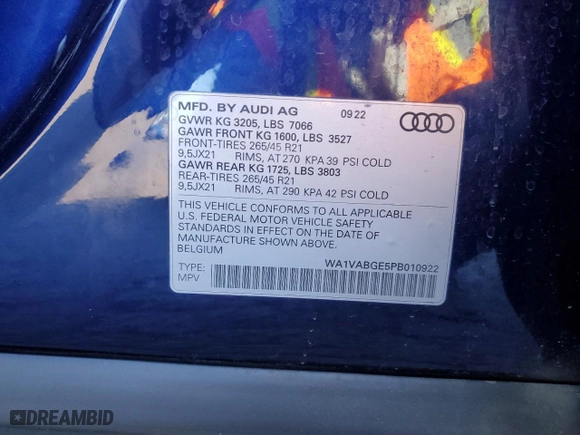 MFD. BY AUDI AG 09 22
GVWR KG 3205, LBS 7066
GAWR FRONT KG 1600, LBS 3527
FRONT-TIRES 265/45 R21
9,5JX21 RIMS, AT 270 KPA 39 PSI COLD
GAWR REAR KG 1725, LBS 3803
REAR-TIRES 265/45 R21
9,5JX21 RIMS, AT 290 KPA 42 PSI COLD
THIS VEHICLE CONFORMS TO ALL APPLICABLE
U.S. FEDERAL MOTOR VEHICLE SAFETY
STANDARDS IN EFFECT ON THE DATE OF
MANUFACTURE SHOWN ABOVE.
BELGIUM
WA1VABGE5PB010922
TYPE:
MPV
DREAMBID